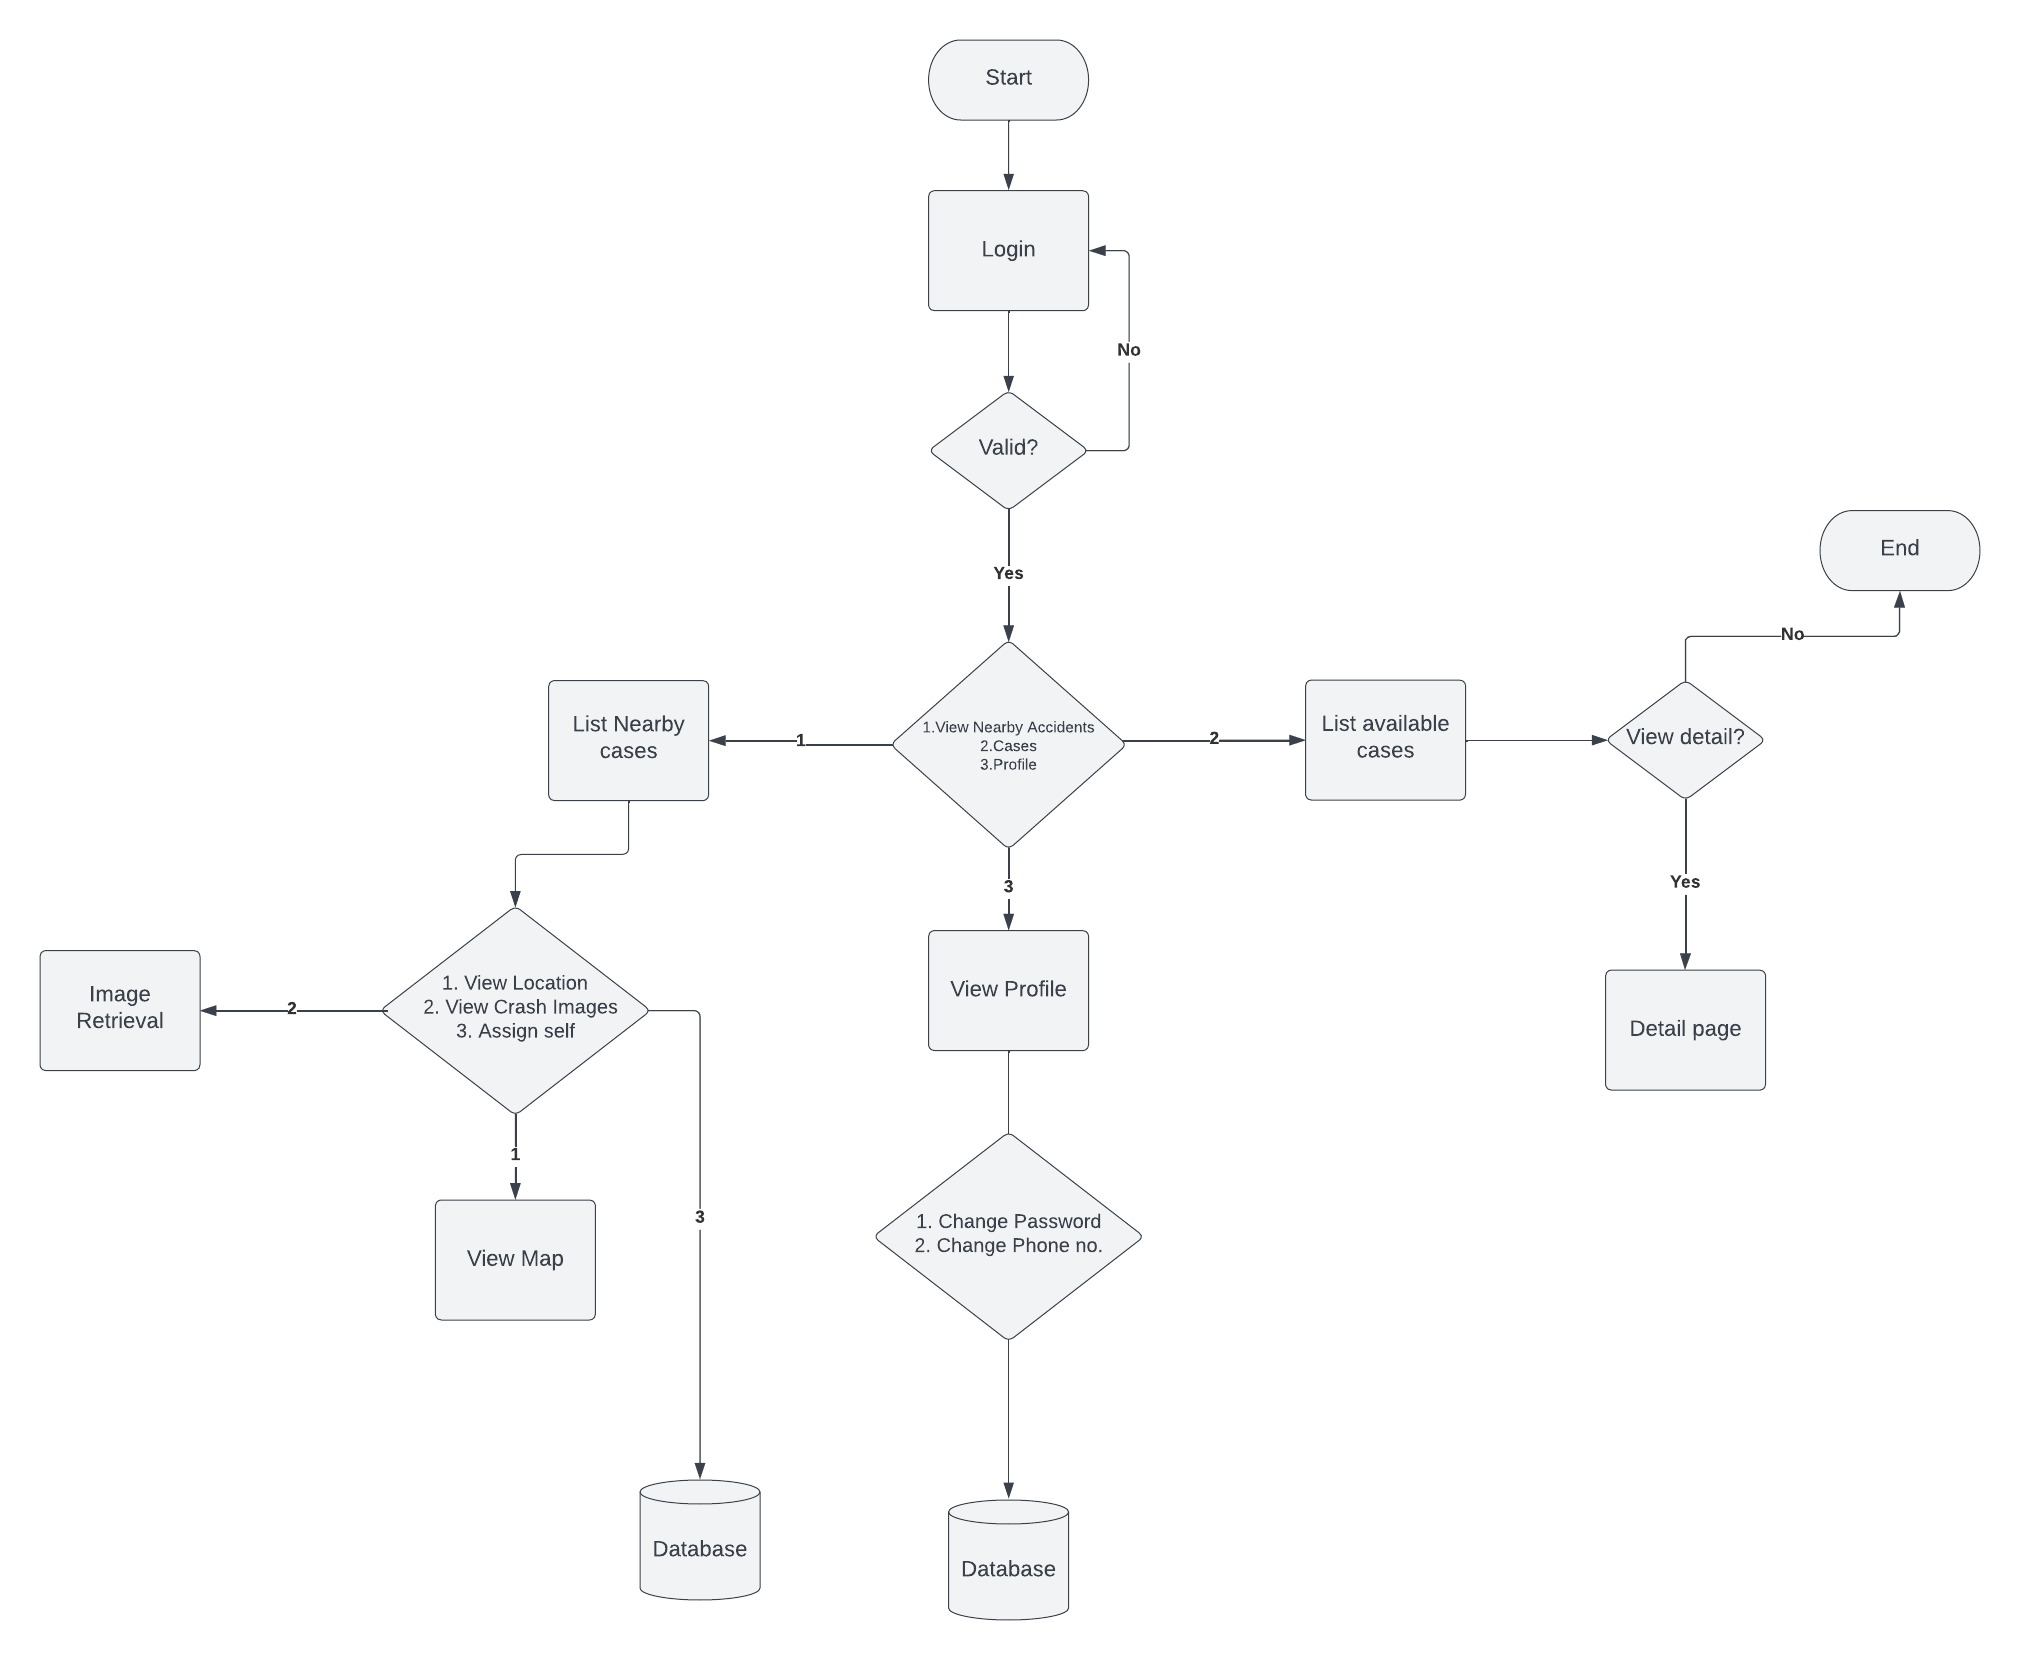 Start
Login
No
Valid?
Yes
End
No
List Nearby
cases
1
1.View Nearby Accidents
2.Cases
3.Profile
2
List available
cases
View detail?
3
Yes
Image
Retrieval
2
1. View Location
2. View Crash Images
3. Assign self
View Profile
Detail page
1
3
View Map
1. Change Password
2. Change Phone no.
Database
Database